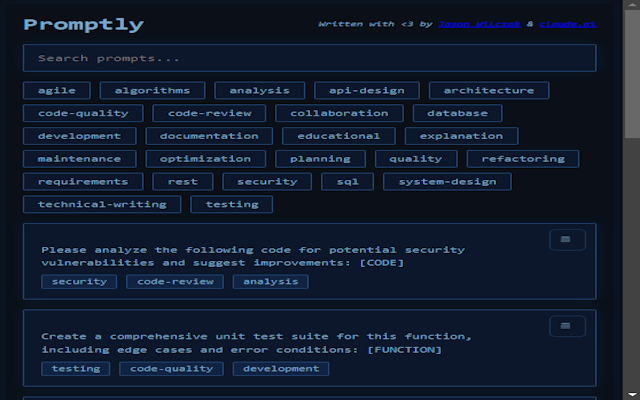 Promptly
Written with <3 by Jason Wilczak & Claude.ai
Search prompts...
agile algorithms analysis api-design architecture
code-quality code-review collaboration database
development documentation educational explanation
maintenance optimization planning quality refactoring
requirements rest security sql system-design
technical-writing testing
Please analyze the following code for potential security
vulnerabilities and suggest improvements: [CODE]
security code-review analysis
Create a comprehensive unit test suite for this function,
including edge cases and error conditions: [FUNCTION]
testing code-quality development